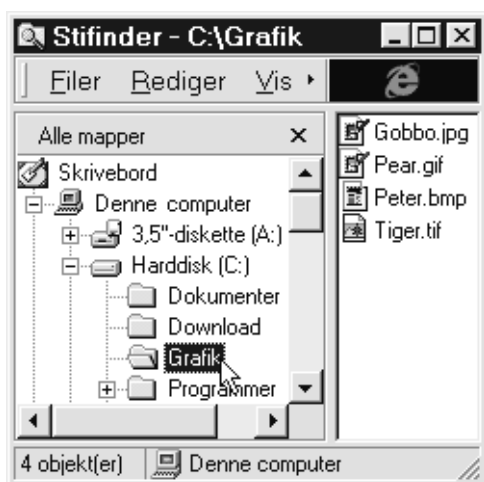 Stifinder - C:\Grafik
Filer Rediger Vis
Alle mapper
Skrivebord
Denne computer
3,5"-diskette (A:)
Harddisk (C:)
Dokumenter
Download
Grafik
Programmer
Gobbo.jpg
Pear.gif
Peter.bmp
Tiger.tif
4 objekt(er) Denne computer